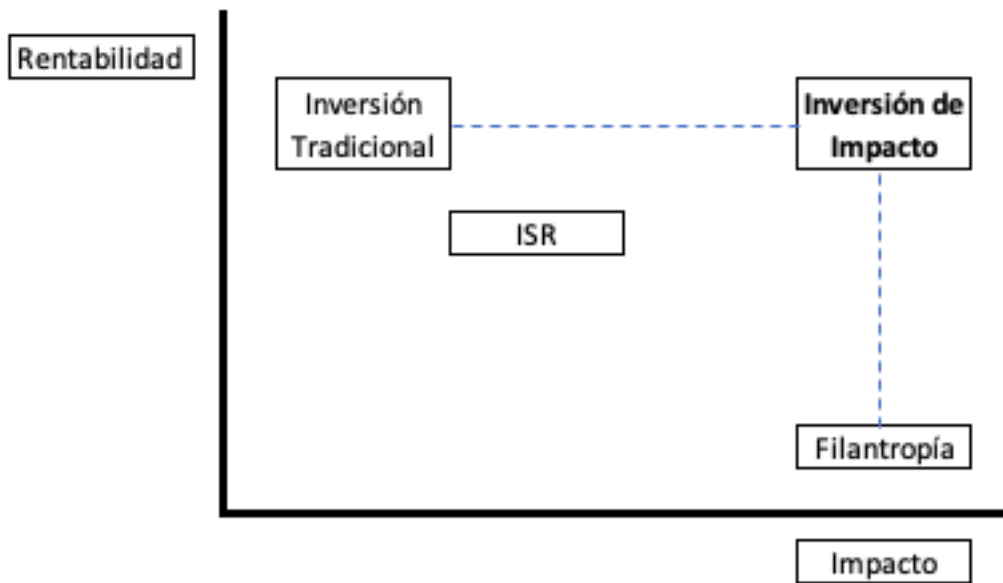 Rentabilidad
Inversión
Tradicional
Inversión de
Impacto
ISR
Filantropía
Impacto